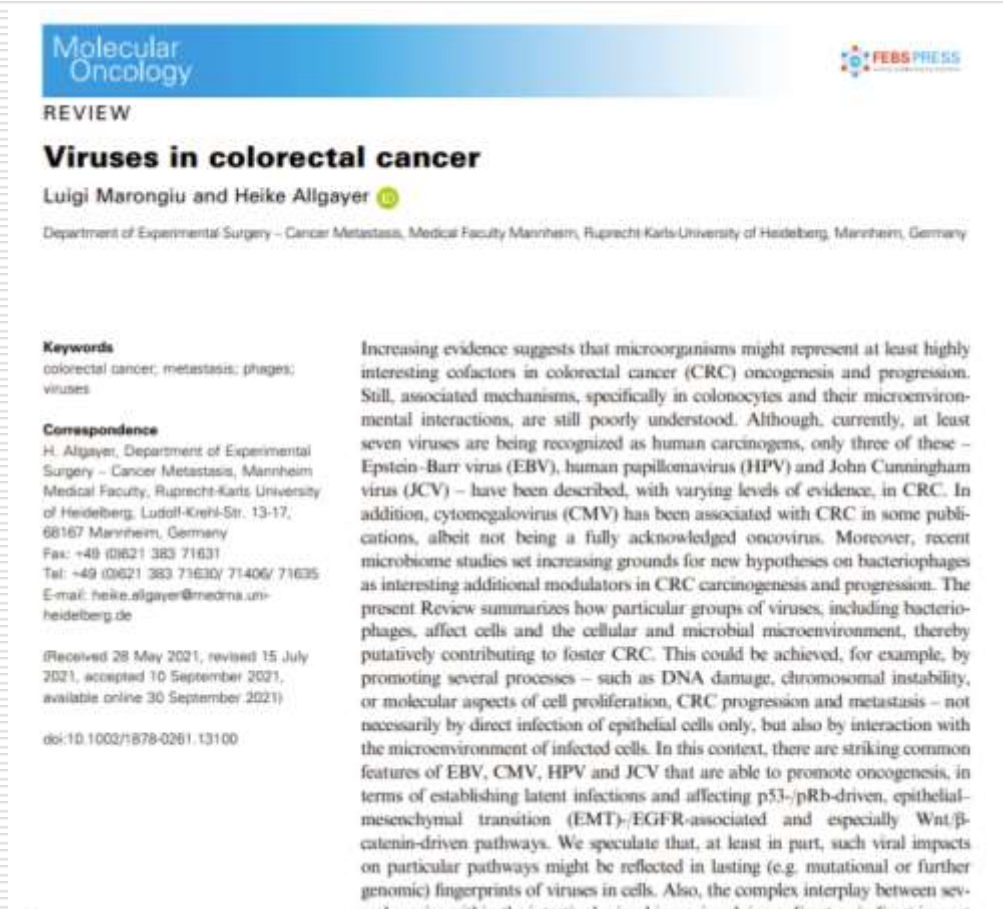 Molecular
Oncology
FEBS PRESS
REVIEW
Viruses in colorectal cancer
Luigi Marongiu and Heike Allgayer iD
Department of Experimental Surgery – Cancer Metastasis, Medical Faculty Mannheim, Ruprecht-Karls-University of Heidelberg, Mannheim, Germany
Keywords
colorectal cancer; metastasis; phages;
viruses
Correspondence
H. Allgayer, Department of Experimental
Surgery – Cancer Metastasis, Mannheim
Medical Faculty, Ruprecht-Karls University
of Heidelberg, Ludolf-Krehl-Str. 13-17,
68167 Mannheim, Germany
Fax: +49 (0)621 383 71631
Tel: +49 (0)621 383 71630/ 71406/ 71635
E-mail: heike.allgayer@medma.uni-
heidelberg.de
(Received 28 May 2021, revised 15 July
2021, accepted 10 September 2021,
available online 30 September 2021)
doi:10.1002/1878-0261.13100
Increasing evidence suggests that microorganisms might represent at least highly
interesting cofactors in colorectal cancer (CRC) oncogenesis and progression.
Still, associated mechanisms, specifically in colonocytes and their microenviron-
mental interactions, are still poorly understood. Although, currently, at least
seven viruses are being recognized as human carcinogens, only three of these –
Epstein–Barr virus (EBV), human papillomavirus (HPV) and John Cunningham
virus (JCV) – have been described, with varying levels of evidence, in CRC. In
addition, cytomegalovirus (CMV) has been associated with CRC in some publi-
cations, albeit not being a fully acknowledged oncovirus. Moreover, recent
microbiome studies set increasing grounds for new hypotheses on bacteriophages
as interesting additional modulators in CRC carcinogenesis and progression. The
present Review summarizes how particular groups of viruses, including bacterio-
phages, affect cells and the cellular and microbial microenvironment, thereby
putatively contributing to foster CRC. This could be achieved, for example, by
promoting several processes – such as DNA damage, chromosomal instability,
or molecular aspects of cell proliferation, CRC progression and metastasis – not
necessarily by direct infection of epithelial cells only, but also by interaction with
the microenvironment of infected cells. In this context, there are striking common
features of EBV, CMV, HPV and JCV that are able to promote oncogenesis, in
terms of establishing latent infections and affecting p53-/pRb-driven, epithelial–
mesenchymal transition (EMT)-/EGFR-associated and especially Wnt/β-
catenin-driven pathways. We speculate that, at least in part, such viral impacts
on particular pathways might be reflected in lasting (e.g. mutational or further
genomic) fingerprints of viruses in cells. Also, the complex interplay between sev-